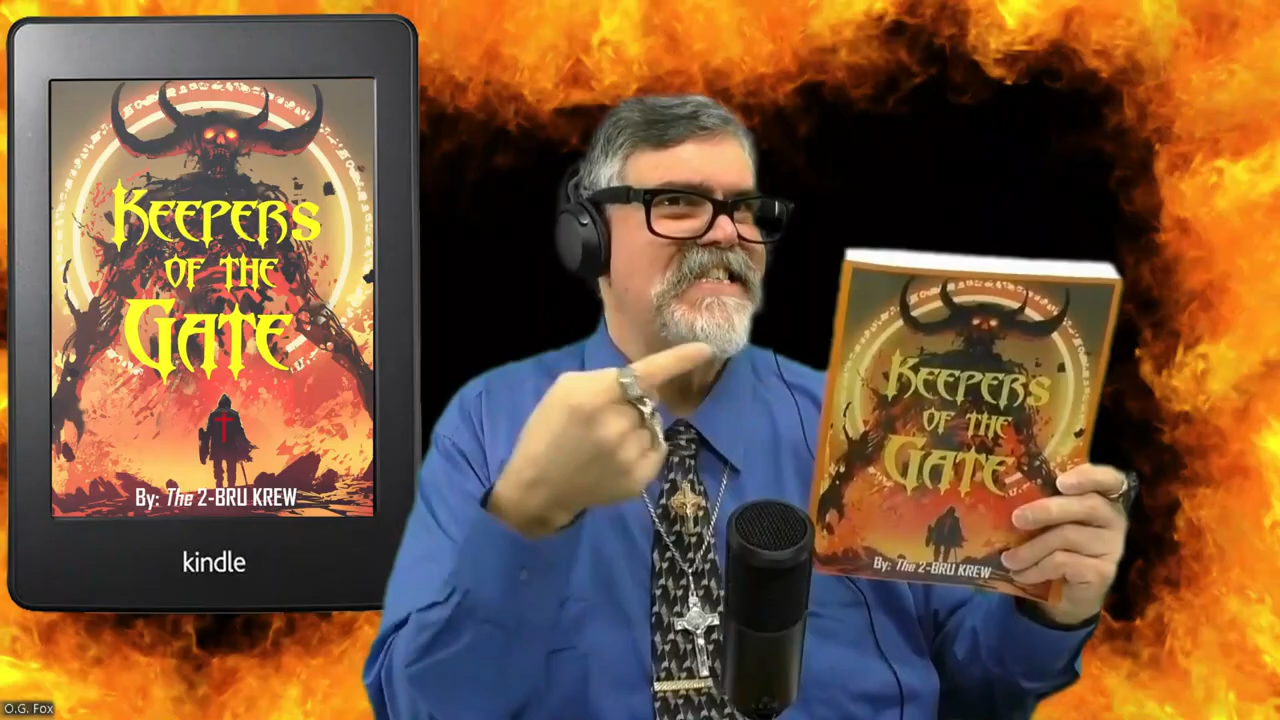 KEEPERS
OF THE
GATE
By: The 2-BRU KREW
kindle
KEEPERS
OF THE
GATE
By: The 2-BRU KREW
O.G. Fox